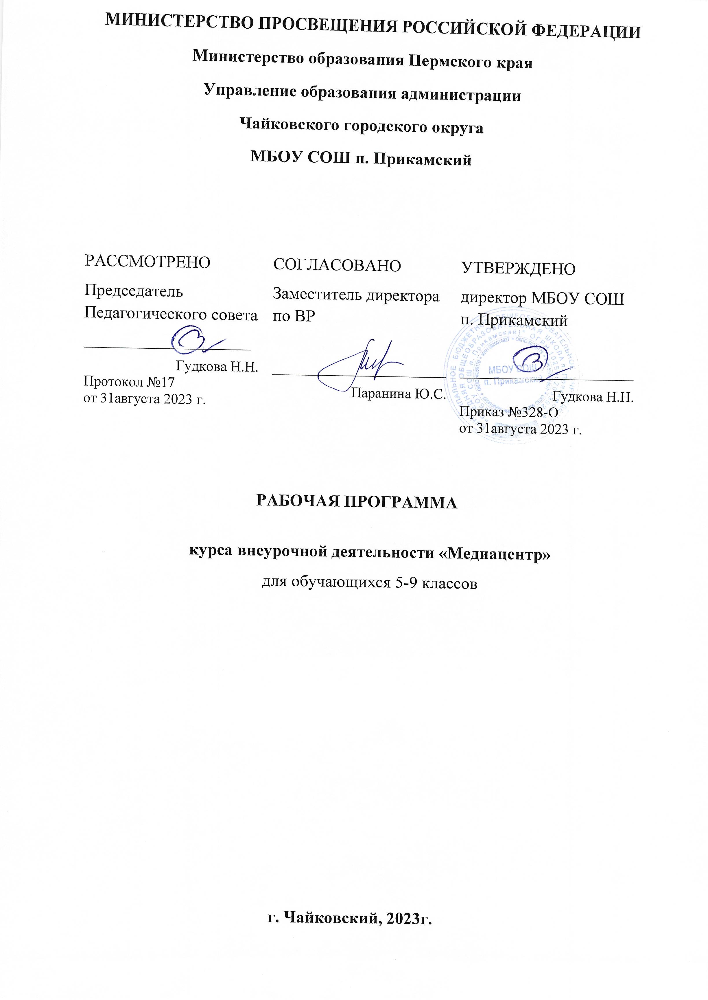 МИНИСТЕРСТВО ПРОСВЕЩЕНИЯ РОССИЙСКОЙ ФЕДЕРАЦИИ
Министерство образования Пермского края
Управление образования администрации
Чайковского городского округа
МБОУ СОШ п. Прикамский
РАССМОТРЕНО
Председатель
Педагогического совета
Гудкова Н.Н.
Протокол №17
от 31августа 2023 г.
СОГЛАСОВАНО
Заместитель директора
по ВР
Паранина Ю.С.
УТВЕРЖДЕНО
директор МБОУ СОШ
п. Прикамский
МБОУ СОШ
п. Прикамский
Гудкова Н.Н.
Приказ №328-О
от 31августа 2023 г.
РАБОЧАЯ ПРОГРАММА
курса внеурочной деятельности «Медиацентр»
для обучающихся 5-9 классов
г. Чайковский, 2023г.